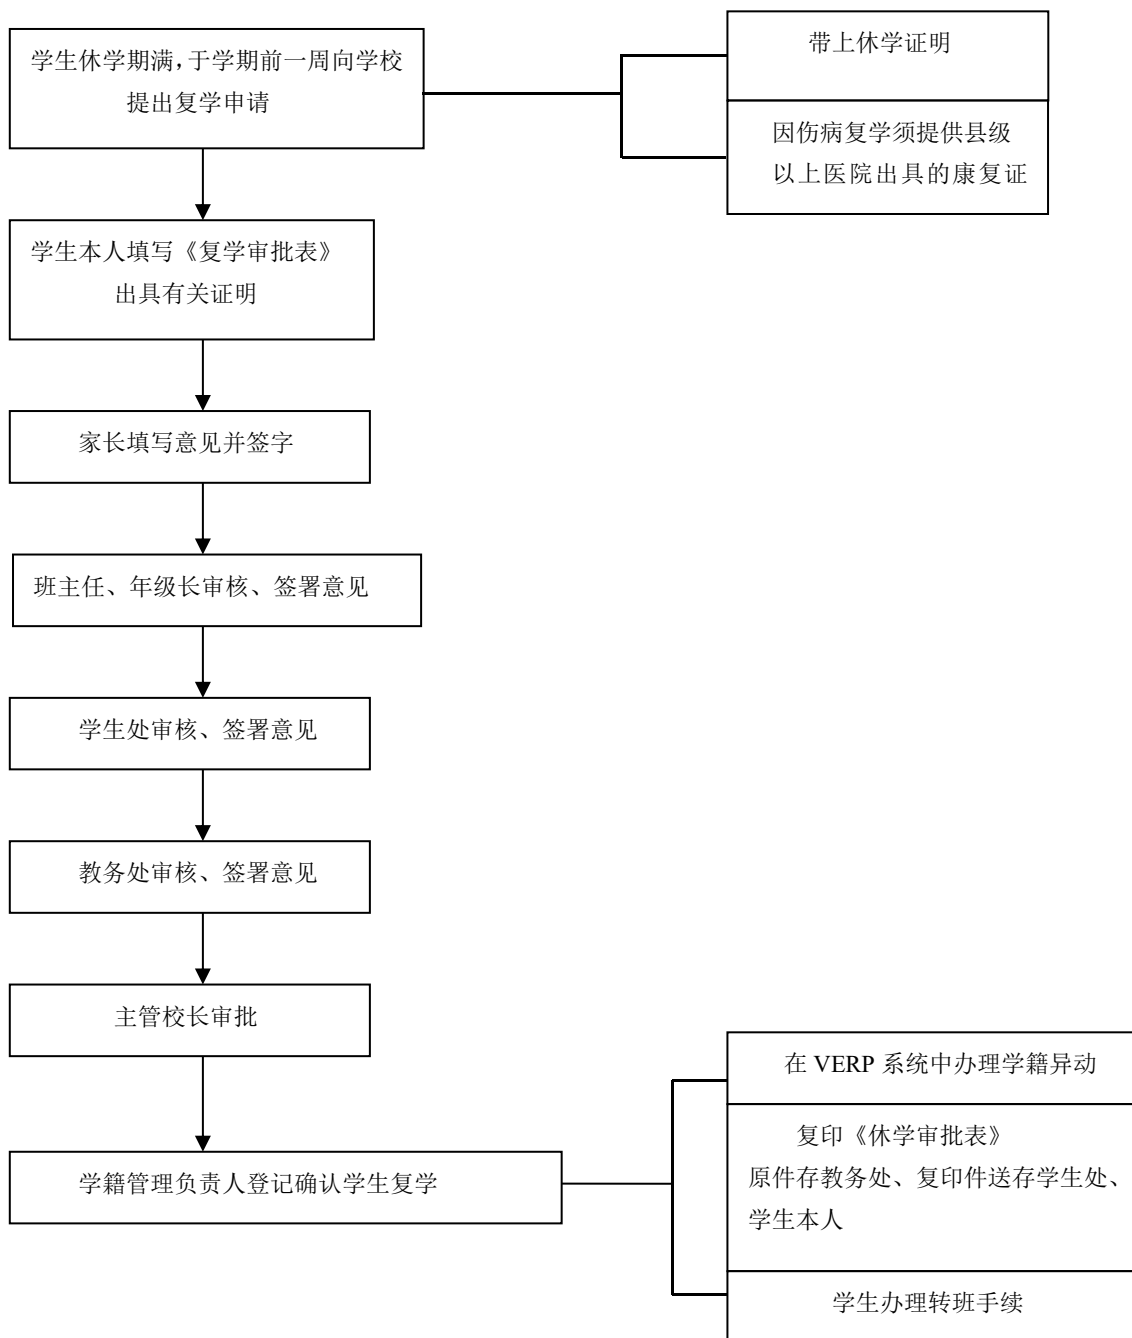 学生休学期满,于学期前一周向学校
提出复学申请
带上休学证明
因伤病复学须提供县级
以上医院出具的康复证
学生本人填写《复学审批表》
出具有关证明
家长填写意见并签字
班主任、年级长审核、签署意见
学生处审核、签署意见
教务处审核、签署意见
主管校长审批
学籍管理负责人登记确认学生复学
在 VERP 系统中办理学籍异动
复印《休学审批表》
原件存教务处、复印件送存学生处、
学生本人
学生办理转班手续